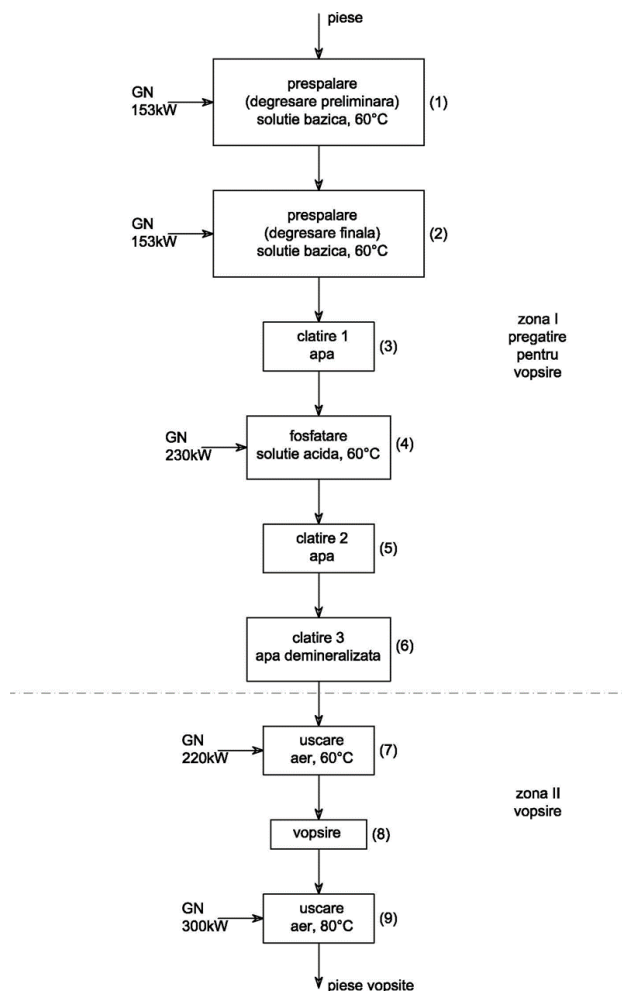 piese
GN
153kW
prespalare
(degresare preliminara)
solutie bazica, 60°C
(1)
GN
153kW
prespalare
(degresare finala)
solutie bazica, 60°C
(2)
clatire 1
apa
(3)
zona I
pregatire
pentru
vopsire
GN
230kW
fosfatare
solutie acida, 60°C
(4)
clatire 2
apa
(5)
clatire 3
apa demineralizata
(6)
GN
220kW
uscare
aer, 60°C
(7)
zona II
vopsire
vopsire
(8)
GN
300kW
uscare
aer, 80°C
(9)
piese vopsite